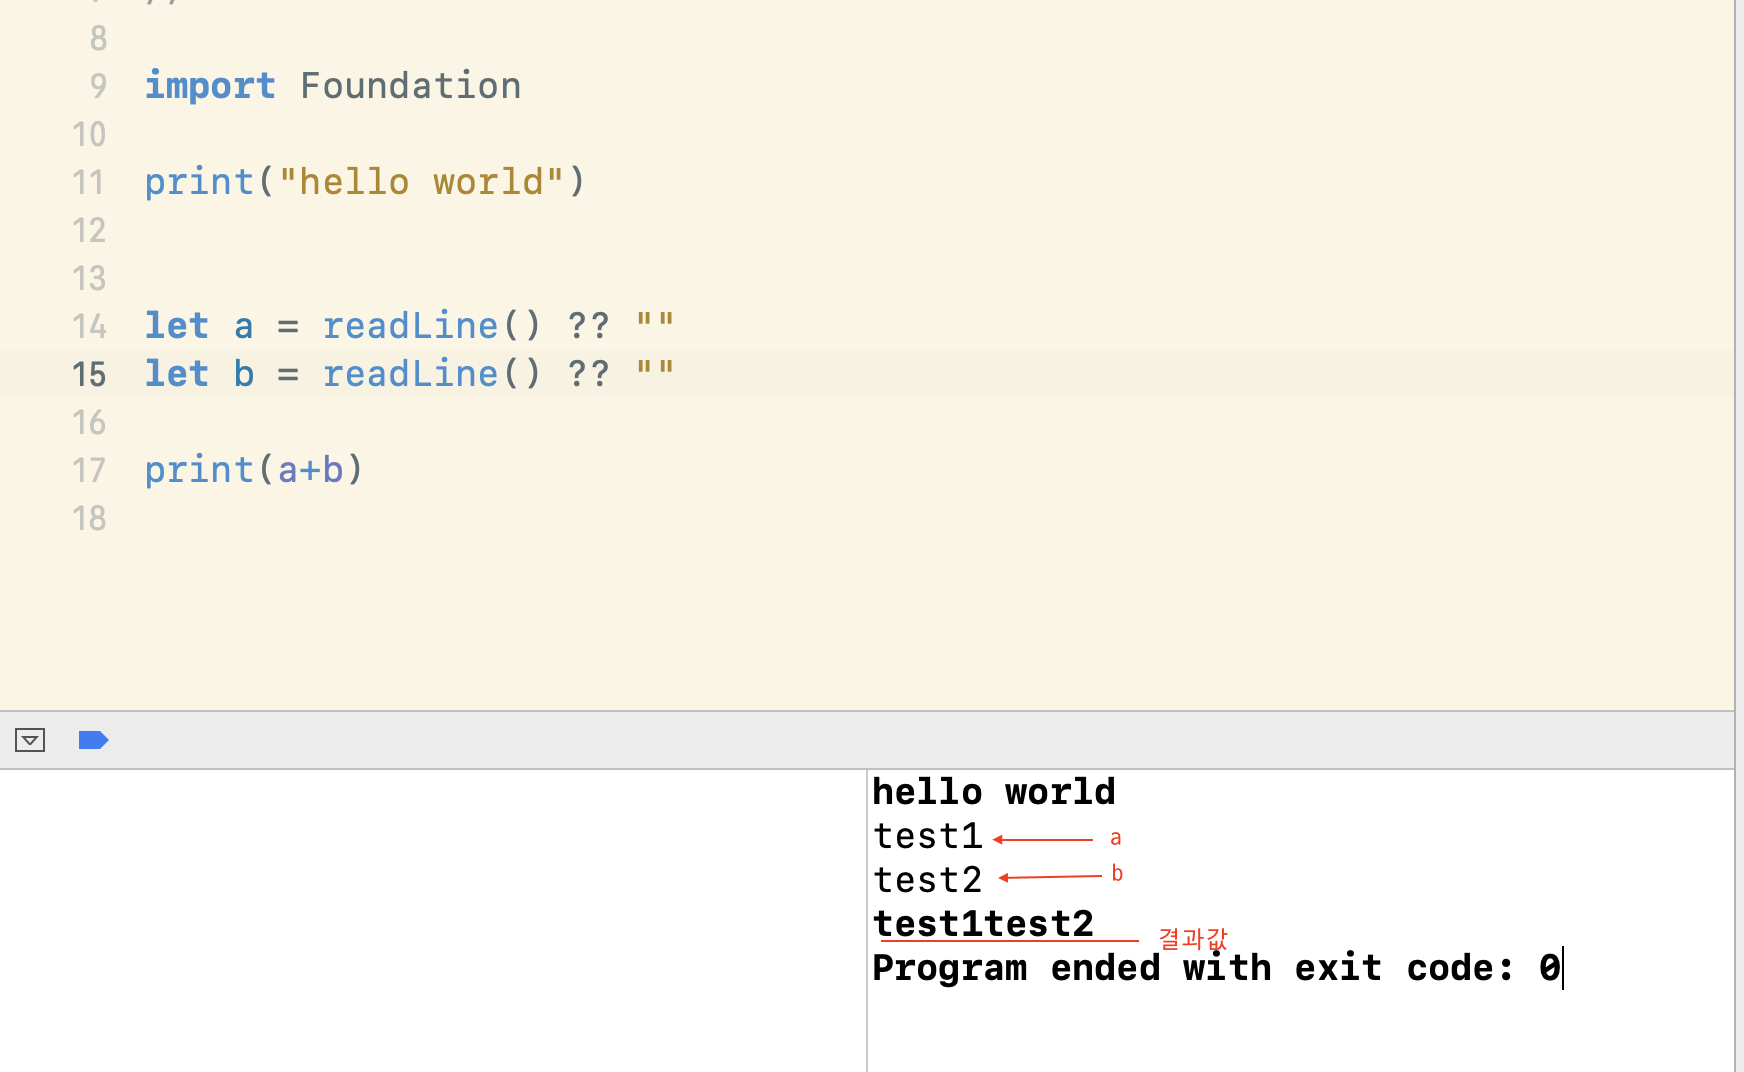 8
9 import Foundation
10
11 print("hello world")
12
13
14 let a = readLine() ?? ""
15 let b = readLine() ?? ""
16
17 print(a+b)
18
hello world
test1 a
test2 b
test1test2 결과값
Program ended with exit code: 0